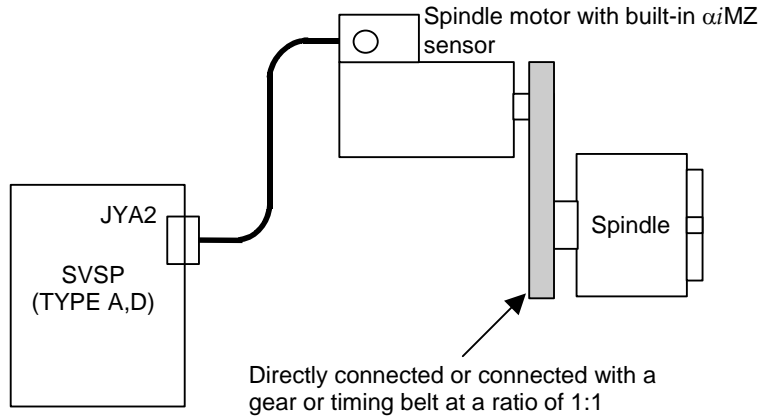 Spindle motor with built-in αiMZ
sensor
JYA2
SVSP
(TYPE A,D)
Spindle
Directly connected or connected with a
gear or timing belt at a ratio of 1:1